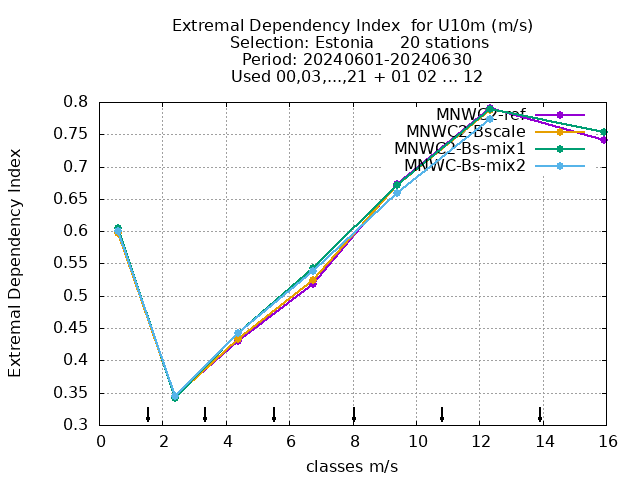 Extremal Dependency Index  for U10m (m/s)
Selection: Estonia     20 stations
Period: 20240601-20240630
Used 00,03,...,21 + 01 02 ... 12
Extremal Dependency Index
0.8
0.75
0.7
0.65
0.6
0.55
0.5
0.45
0.4
0.35
0.3
MNWC2-ref
MNWC2-Bscale
MNWC2-Bs-mix1
MNWC-Bs-mix2
0 2 4 6 8 10 12 14 16
classes m/s